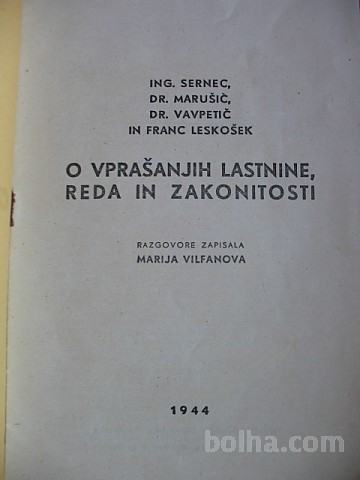 ING. SERNEC,
DR. MARUŠIČ,
DR. VAVPETIČ
IN FRANC LESKOŠEK
O VPRAŠANJIH LASTNINE,
REDA IN ZAKONITOSTI
RAZGOVORE ZAPISALA
MARIJA VILFANOVA
1944
bolha.com